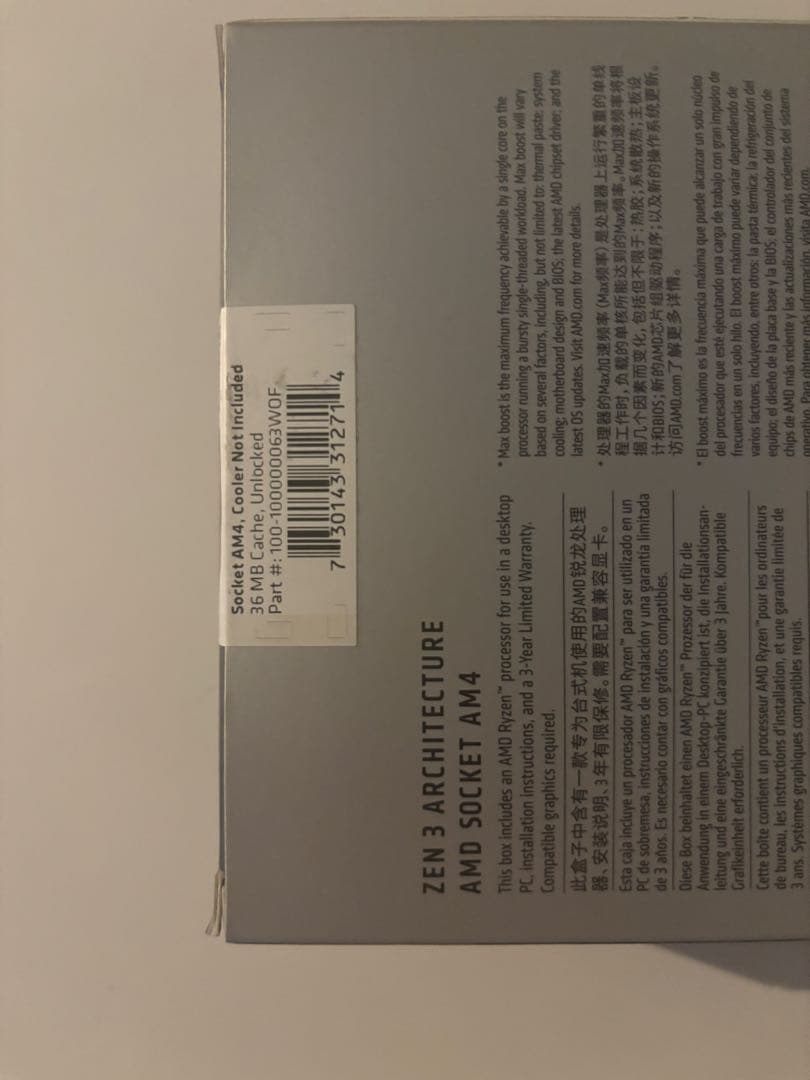 Socket AM4, Cooler Not Included
36 MB Cache, Unlocked
Part #: 100-100000063WOF
7 30143 31271 4
ZEN 3 ARCHITECTURE
AMD SOCKET AM4
This box includes an AMD Ryzen™ processor for use in a desktop
PC, installation instructions, and a 3-Year Limited Warranty.
Compatible graphics required.
此盒子中含有一款专为台式机使用的AMD锐龙处理
器、安装说明、3年有限保修。需要配置兼容显卡。
Esta caja incluye un procesador AMD Ryzen™ para ser utilizado en un
PC de sobremesa, instrucciones de instalación y una garantía limitada
de 3 años. Es necesario contar con gráficos compatibles.
Diese Box beinhaltet einen AMD Ryzen™ Prozessor der für die
Anwendung in einem Desktop-PC konzipiert ist, die Installationsan-
leitung und eine eingeschränkte Garantie über 3 Jahre. Kompatible
Grafikeinheit erforderlich.
Cette boîte contient un processeur AMD Ryzen™pour les ordinateurs
de bureau, les instructions d'installation, et une garantie limitée de
3 ans. Systèmes graphiques compatibles requis.
* Max boost is the maximum frequency achievable by a single core on the
processor running a bursty single-threaded workload. Max boost will vary
based on several factors, including, but not limited to: thermal paste; system
cooling; motherboard design and BIOS; the latest AMD chipset driver; and the
latest OS updates. Visit AMD.com for more details.
* 处理器的Max加速频率 (Max频率) 是处理器上运行繁重的单线
程工作时,负载的单核所能达到的Max频率。Max加速频率将根
据几个因素而变化,包括但不限于:热胶;系统散热;主板设
计和BIOS;新的AMD芯片组驱动程序;以及新的操作系统更新。
访问AMD.com了解更多详情。
* El boost máximo es la frecuencia máxima que puede alcanzar un solo núcleo
del procesador que esté ejecutando una carga de trabajo con gran impulso de
frecuencias en un solo hilo. El boost máximo puede variar dependiendo de
varios factores, incluyendo, entre otros: la pasta térmica; la refrigeración del
equipo; el diseño de la placa base y la BIOS; el controlador del conjunto de
chips de AMD más reciente y las actualizaciones más recientes del sistema
operativo. Para obtener más información, visita AMD.com.